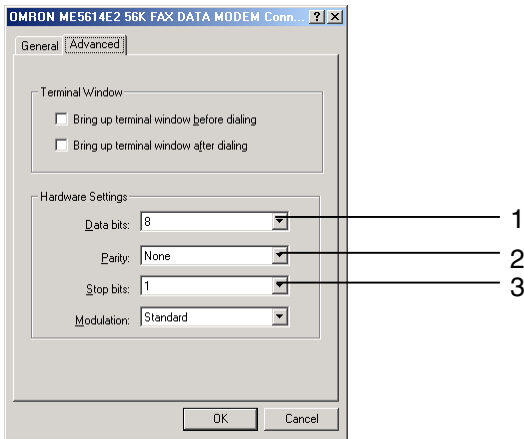 OMRON ME5614E2 56K FAX DATA MODEM Conn...
General Advanced
Terminal Window
Bring up terminal window before dialing
Bring up terminal window after dialing
Hardware Settings
Data bits: 8 1
Parity: None 2
Stop bits: 1 3
Modulation: Standard
OK Cancel